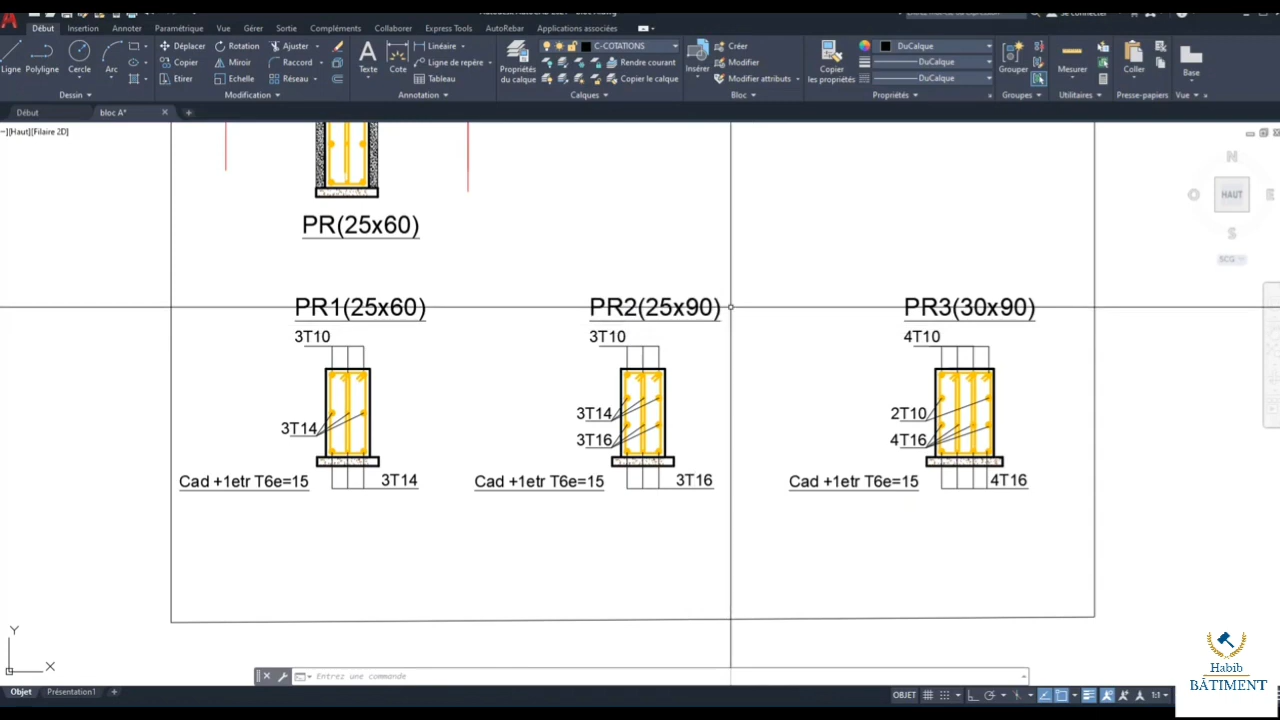 Début Insertion Annoter Paramétrique Vue Gérer Sortie Compléments Collaborer Express Tools AutoRebar Applications associées
Ligne Polyligne Cercle Arc
Déplacer Rotation Ajuster
Copier Miroir Raccord
Etirer Echelle Réseau
Texte Cote
Linéaire
Ligne de repère
Tableau
Propriétés du calque
C-COTATIONS
Rendre courant
Copier le calque
Insérer
Créer
Modifier
Modifier attributs
Copier les propriétés
DuCalque
DuCalque
DuCalque
Grouper Mesurer Coller Base
Dessin Modification Annotation Calques Bloc Propriétés Groupes Utilitaires Presse-papiers Vue
Début bloc A*
][Haut][Filaire 2D]
N
O HAUT E
S
SCG
PR(25x60)
PR1(25x60) PR2(25x90) PR3(30x90)
3T10 3T10 4T10
3T14 3T14 2T10
3T16 4T16
Cad +1etr T6e=15 3T14 Cad +1etr T6e=15 3T16 Cad +1etr T6e=15 4T16
Y
X
Entrez une commande
Objet Présentation1 +
OBJET 1:1
Habib
BÂTIMENT